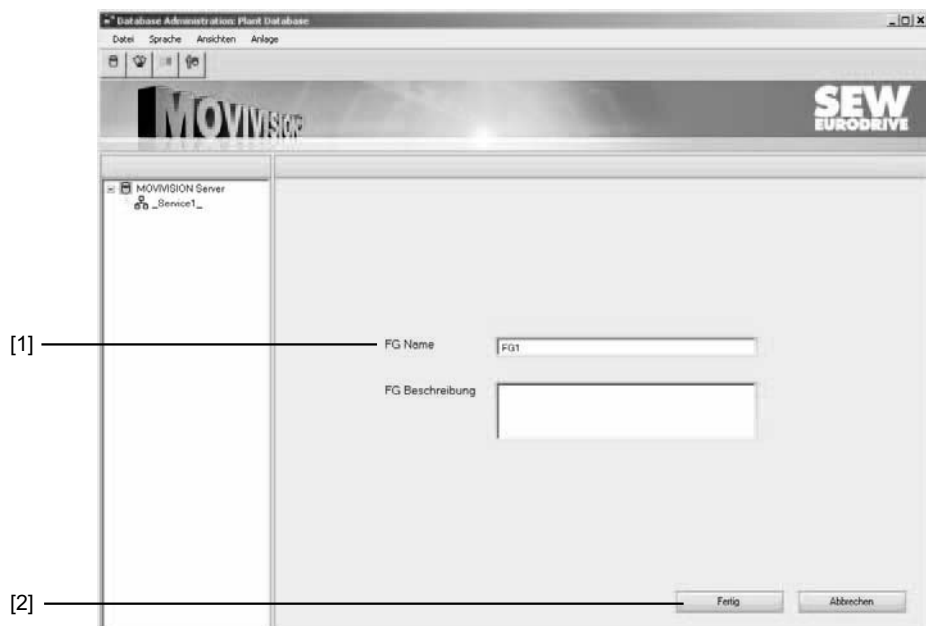 Database Administration: Plant Database
Datei Sprache Ansichten Anlage
MOVIVISION
SEW
EURODRIVE
MOVIVISION Server
_Service1_
[1]
FG Name
FG1
FG Beschreibung
[2]
Fertig
Abbrechen